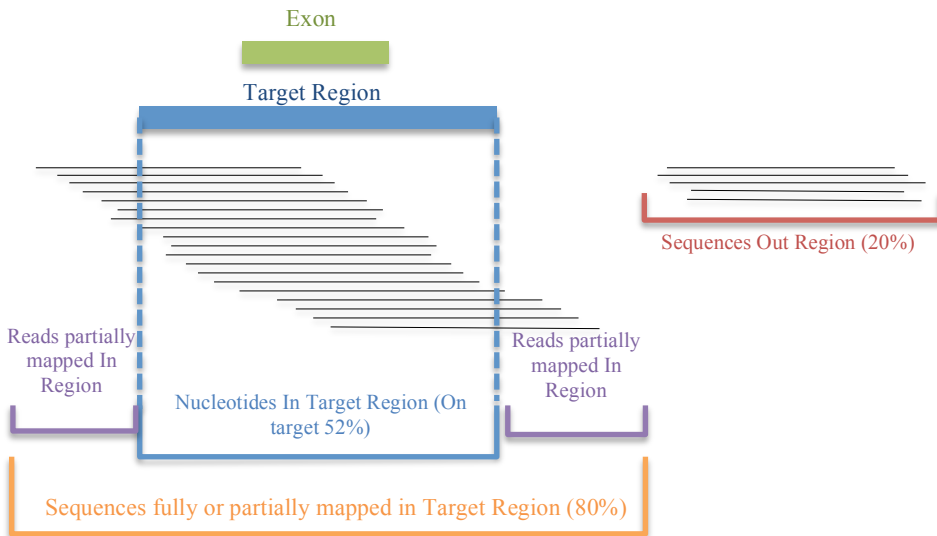 Exon
Target Region
Sequences Out Region (20%)
Reads partially
mapped In
Region
Reads partially
mapped In
Region
Nucleotides In Target Region (On
target 52%)
Sequences fully or partially mapped in Target Region (80%)